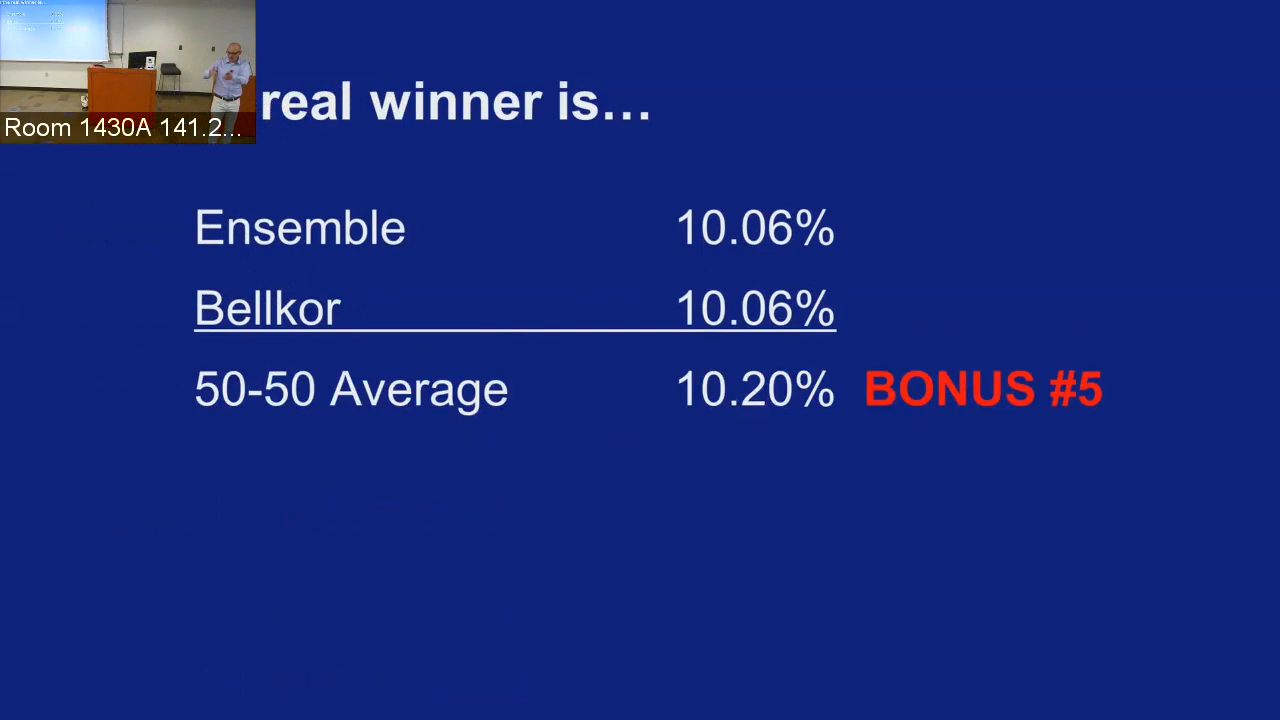 Room 1430A 141.2...
real winner is...
Ensemble 10.06%
Bellkor 10.06%
50-50 Average 10.20% BONUS #5